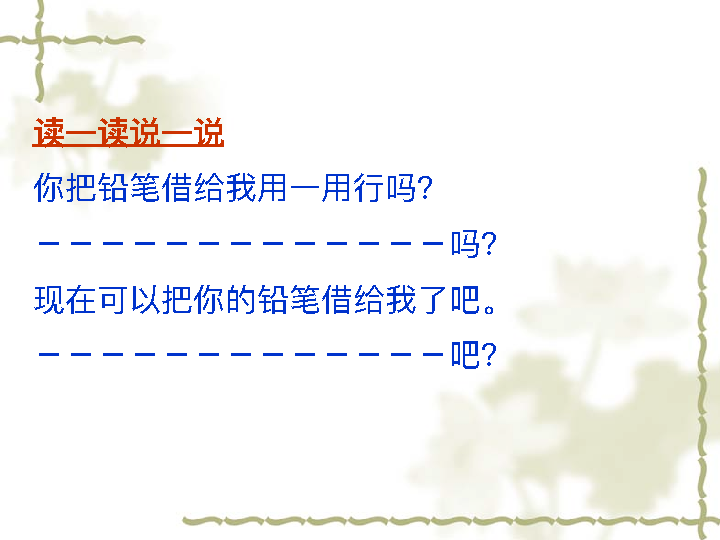 读一读说一说
你把铅笔借给我用一用行吗?
－－－－－－－－－－－－－吗?
现在可以把你的铅笔借给我了吧。
－－－－－－－－－－－－－吧?